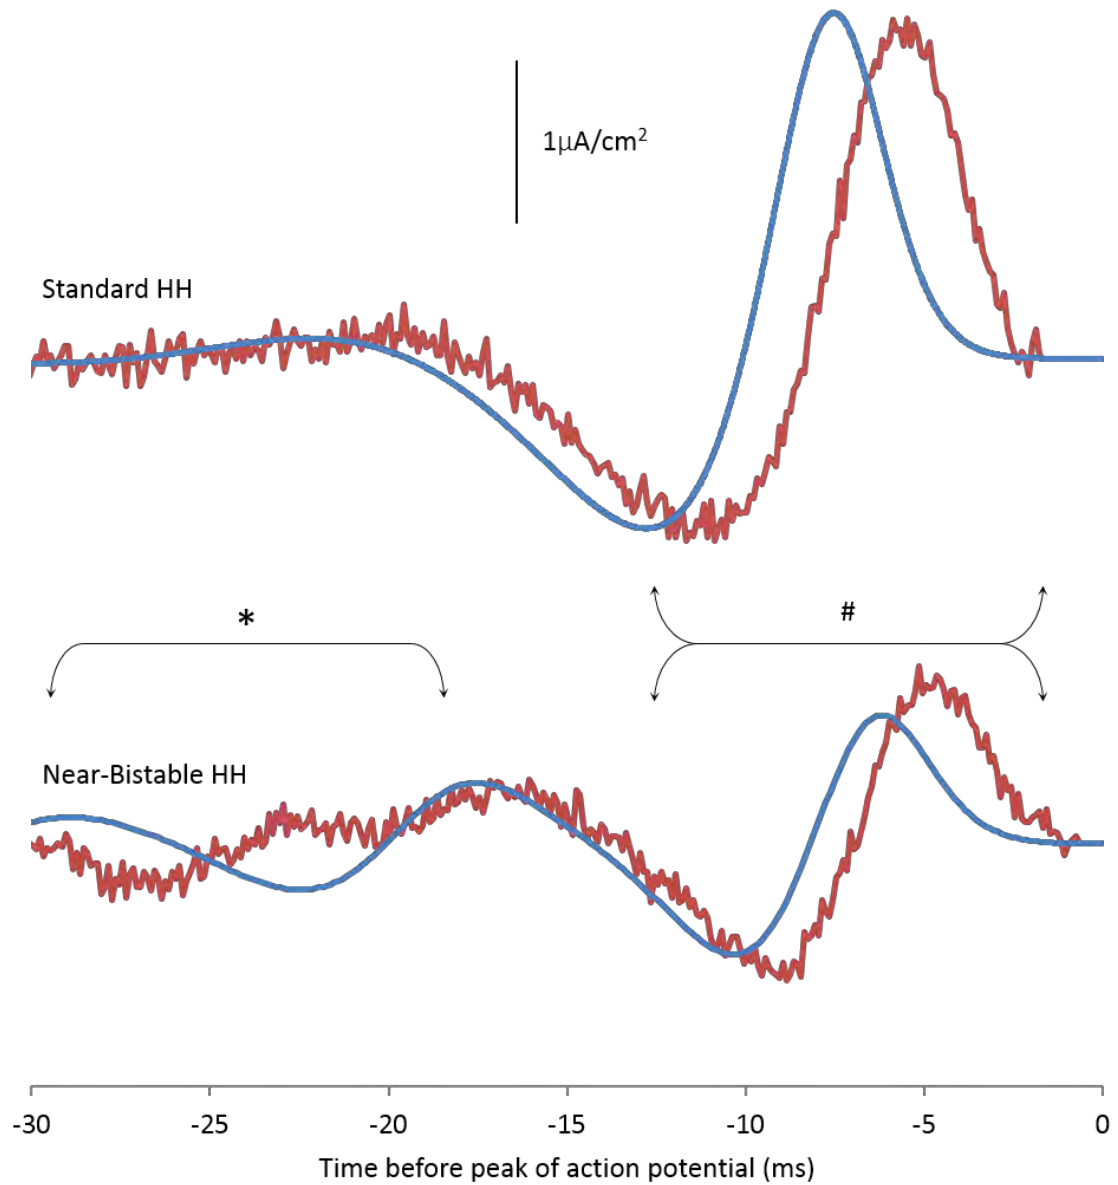 1μA/cm²
Standard HH
*
#
Near-Bistable HH
-30 -25 -20 -15 -10 -5 0
Time before peak of action potential (ms)